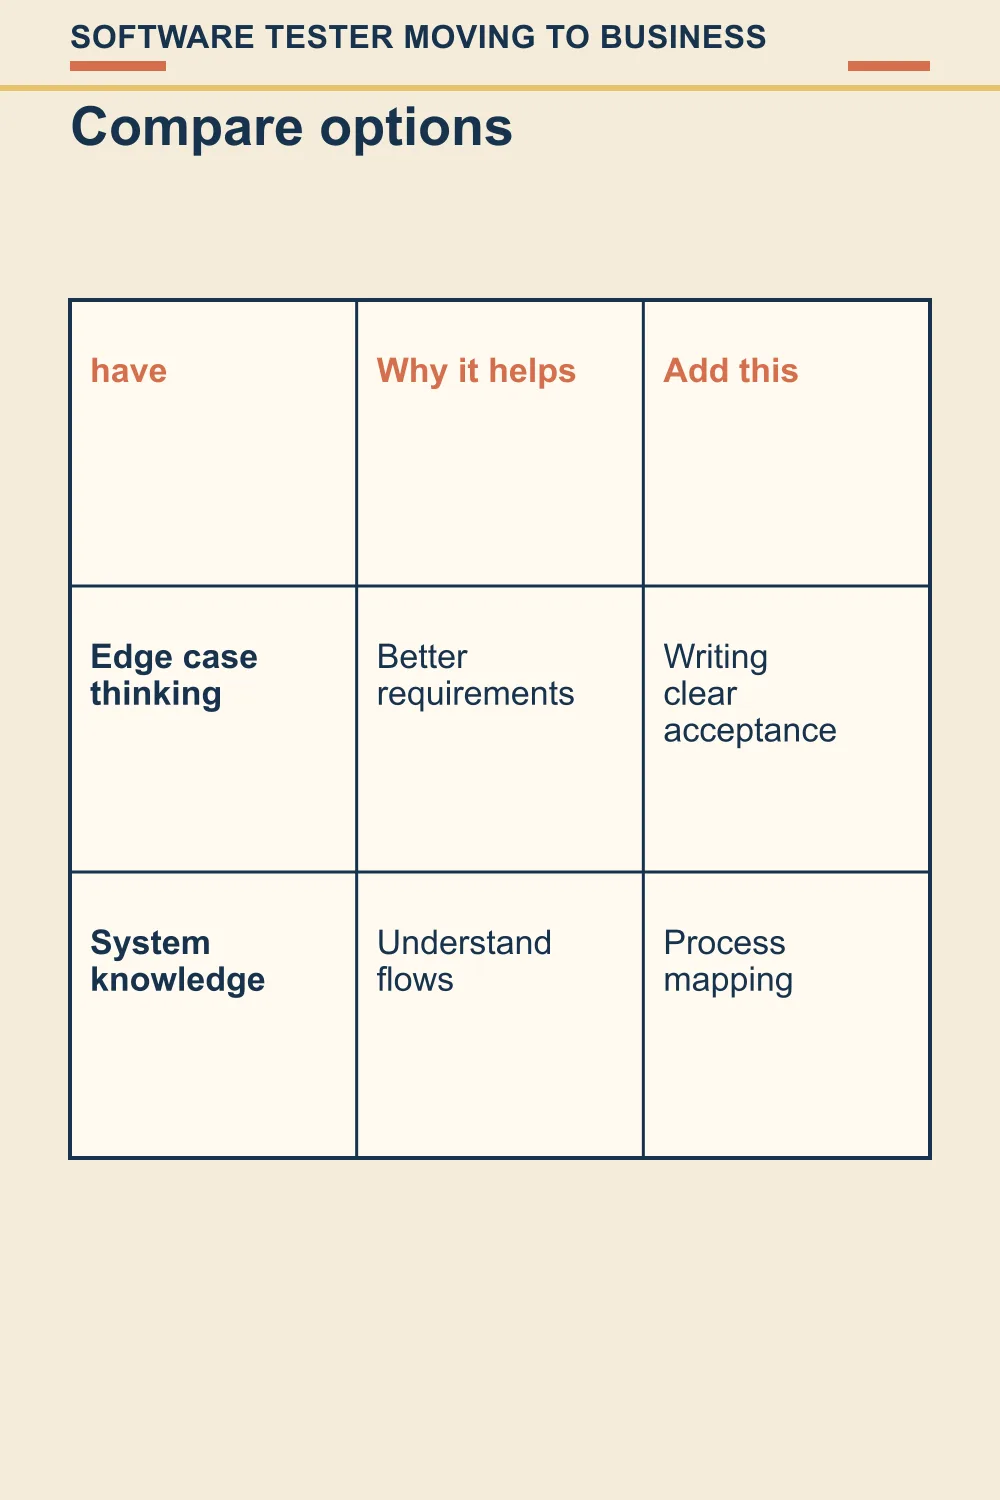 SOFTWARE TESTER MOVING TO BUSINESS
Compare options
have
Why it helps
Add this
Edge case
thinking
Better
requirements
Writing
clear
acceptance
System
knowledge
Understand
flows
Process
mapping